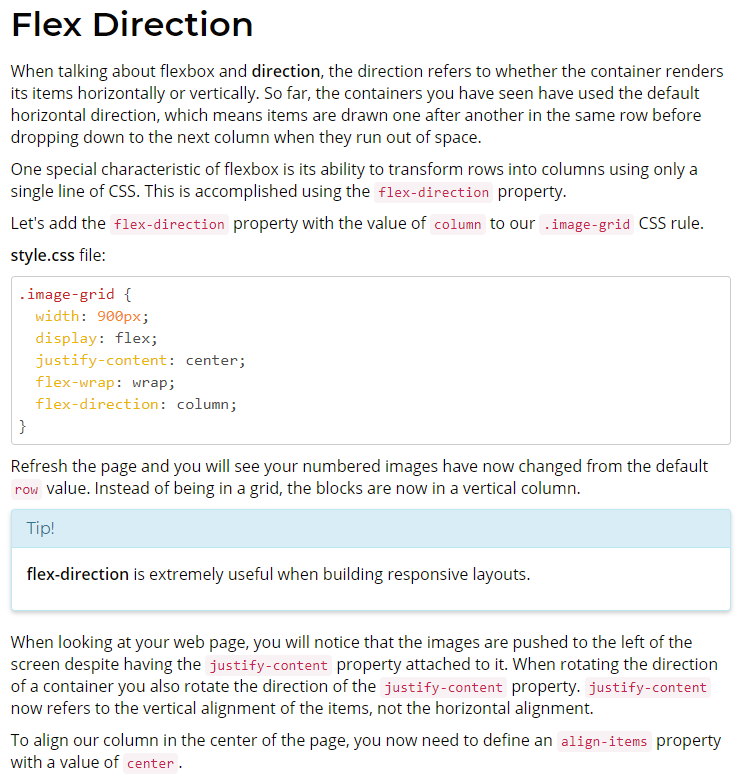 Flex Direction
When talking about flexbox and direction, the direction refers to whether the container renders
its items horizontally or vertically. So far, the containers you have seen have used the default
horizontal direction, which means items are drawn one after another in the same row before
dropping down to the next column when they run out of space.
One special characteristic of flexbox is its ability to transform rows into columns using only a
single line of CSS. This is accomplished using the flex-direction property.
Let's add the flex-direction property with the value of column to our .image-grid CSS rule.
style.css file:
.image-grid {
  width: 900px;
  display: flex;
  justify-content: center;
  flex-wrap: wrap;
  flex-direction: column;
}
Refresh the page and you will see your numbered images have now changed from the default
row value. Instead of being in a grid, the blocks are now in a vertical column.
Tip!
flex-direction is extremely useful when building responsive layouts.
When looking at your web page, you will notice that the images are pushed to the left of the
screen despite having the justify-content property attached to it. When rotating the direction
of a container you also rotate the direction of the justify-content property. justify-content
now refers to the vertical alignment of the items, not the horizontal alignment.
To align our column in the center of the page, you now need to define an align-items property
with a value of center.